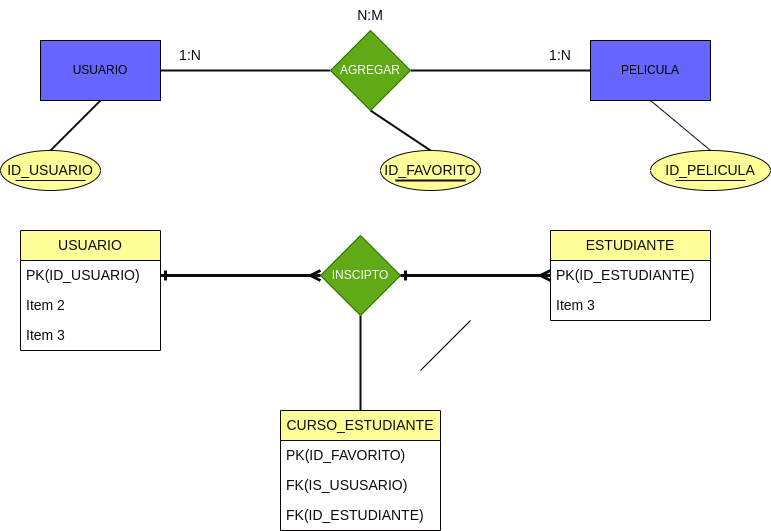 N:M
1:N
1:N
USUARIO
AGREGAR
PELICULA
ID_USUARIO
ID_FAVORITO
ID_PELICULA
USUARIO
PK(ID_USUARIO)
Item 2
Item 3
INSCIPTO
ESTUDIANTE
PK(ID_ESTUDIANTE)
Item 3
CURSO_ESTUDIANTE
PK(ID_FAVORITO)
FK(IS_USUSARIO)
FK(ID_ESTUDIANTE)